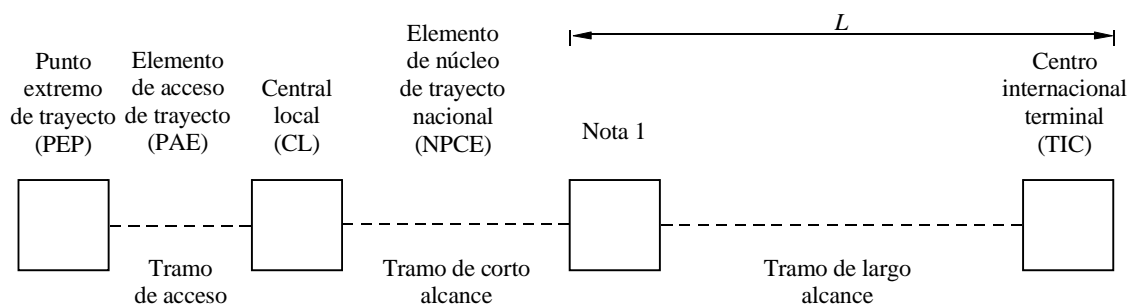 L
Punto
extremo
de trayecto
(PEP)
Elemento
de acceso
de trayecto
(PAE)
Central
local
(CL)
Elemento
de núcleo
de trayecto
nacional
(NPCE)
Nota 1
Centro
internacional
terminal
(TIC)
Tramo
de acceso
Tramo de corto
alcance
Tramo de largo
alcance